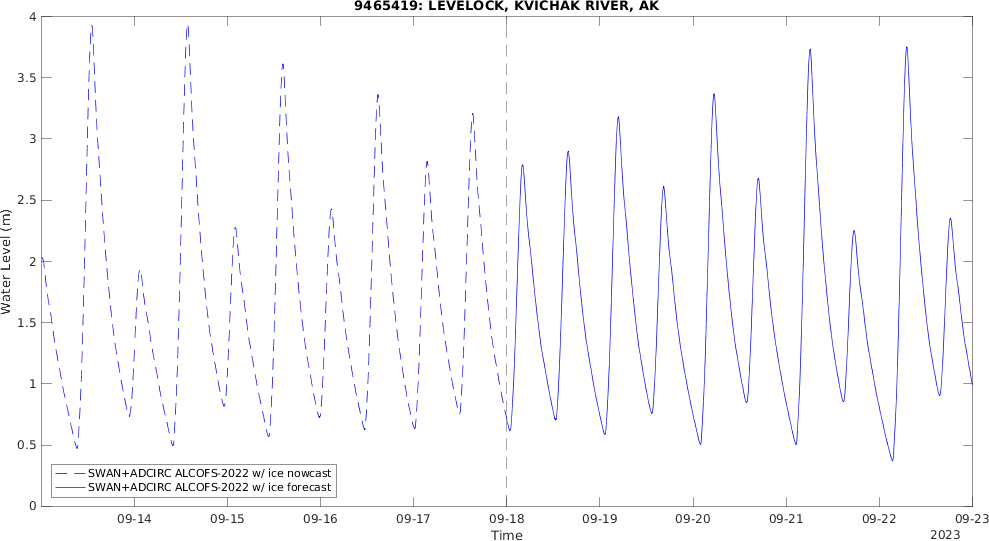 9465419: LEVELOCK, KVICHAK RIVER, AK
4
3.5
3
2.5
2
1.5
1
0.5
0
Water Level (m)
SWAN+ADCIRC ALCOFS-2022 w/ ice nowcast
SWAN+ADCIRC ALCOFS-2022 w/ ice forecast
09-14 09-15 09-16 09-17 09-18 09-19 09-20 09-21 09-22 09-23
Time
2023